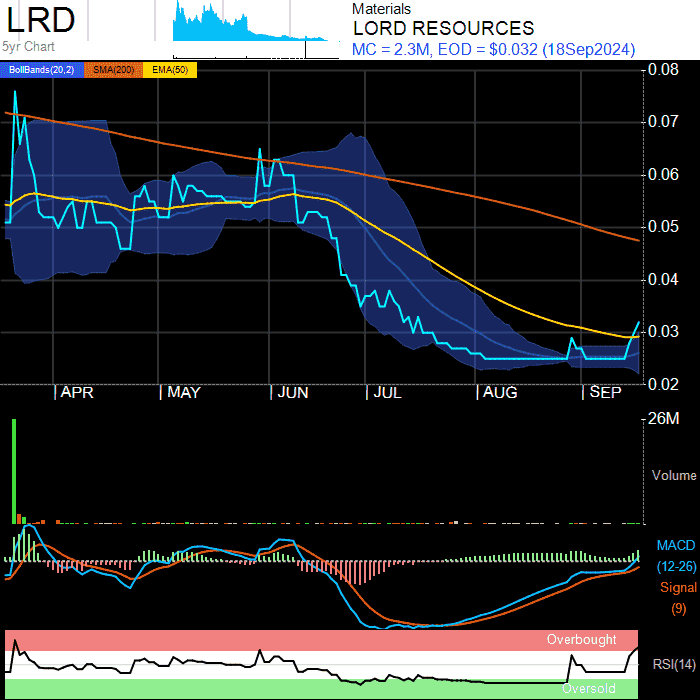 LRD
5yr Chart
Materials
LORD RESOURCES
MC = 2.3M, EOD = $0.032 (18Sep2024)
BollBands(20,2) SMA(200) EMA(50)
0.08
0.07
0.06
0.05
0.04
0.03
0.02
APR MAY JUN JUL AUG SEP
26M
Volume
MACD
(12-26)
Signal
(9)
Overbought
RSI(14)
Oversold